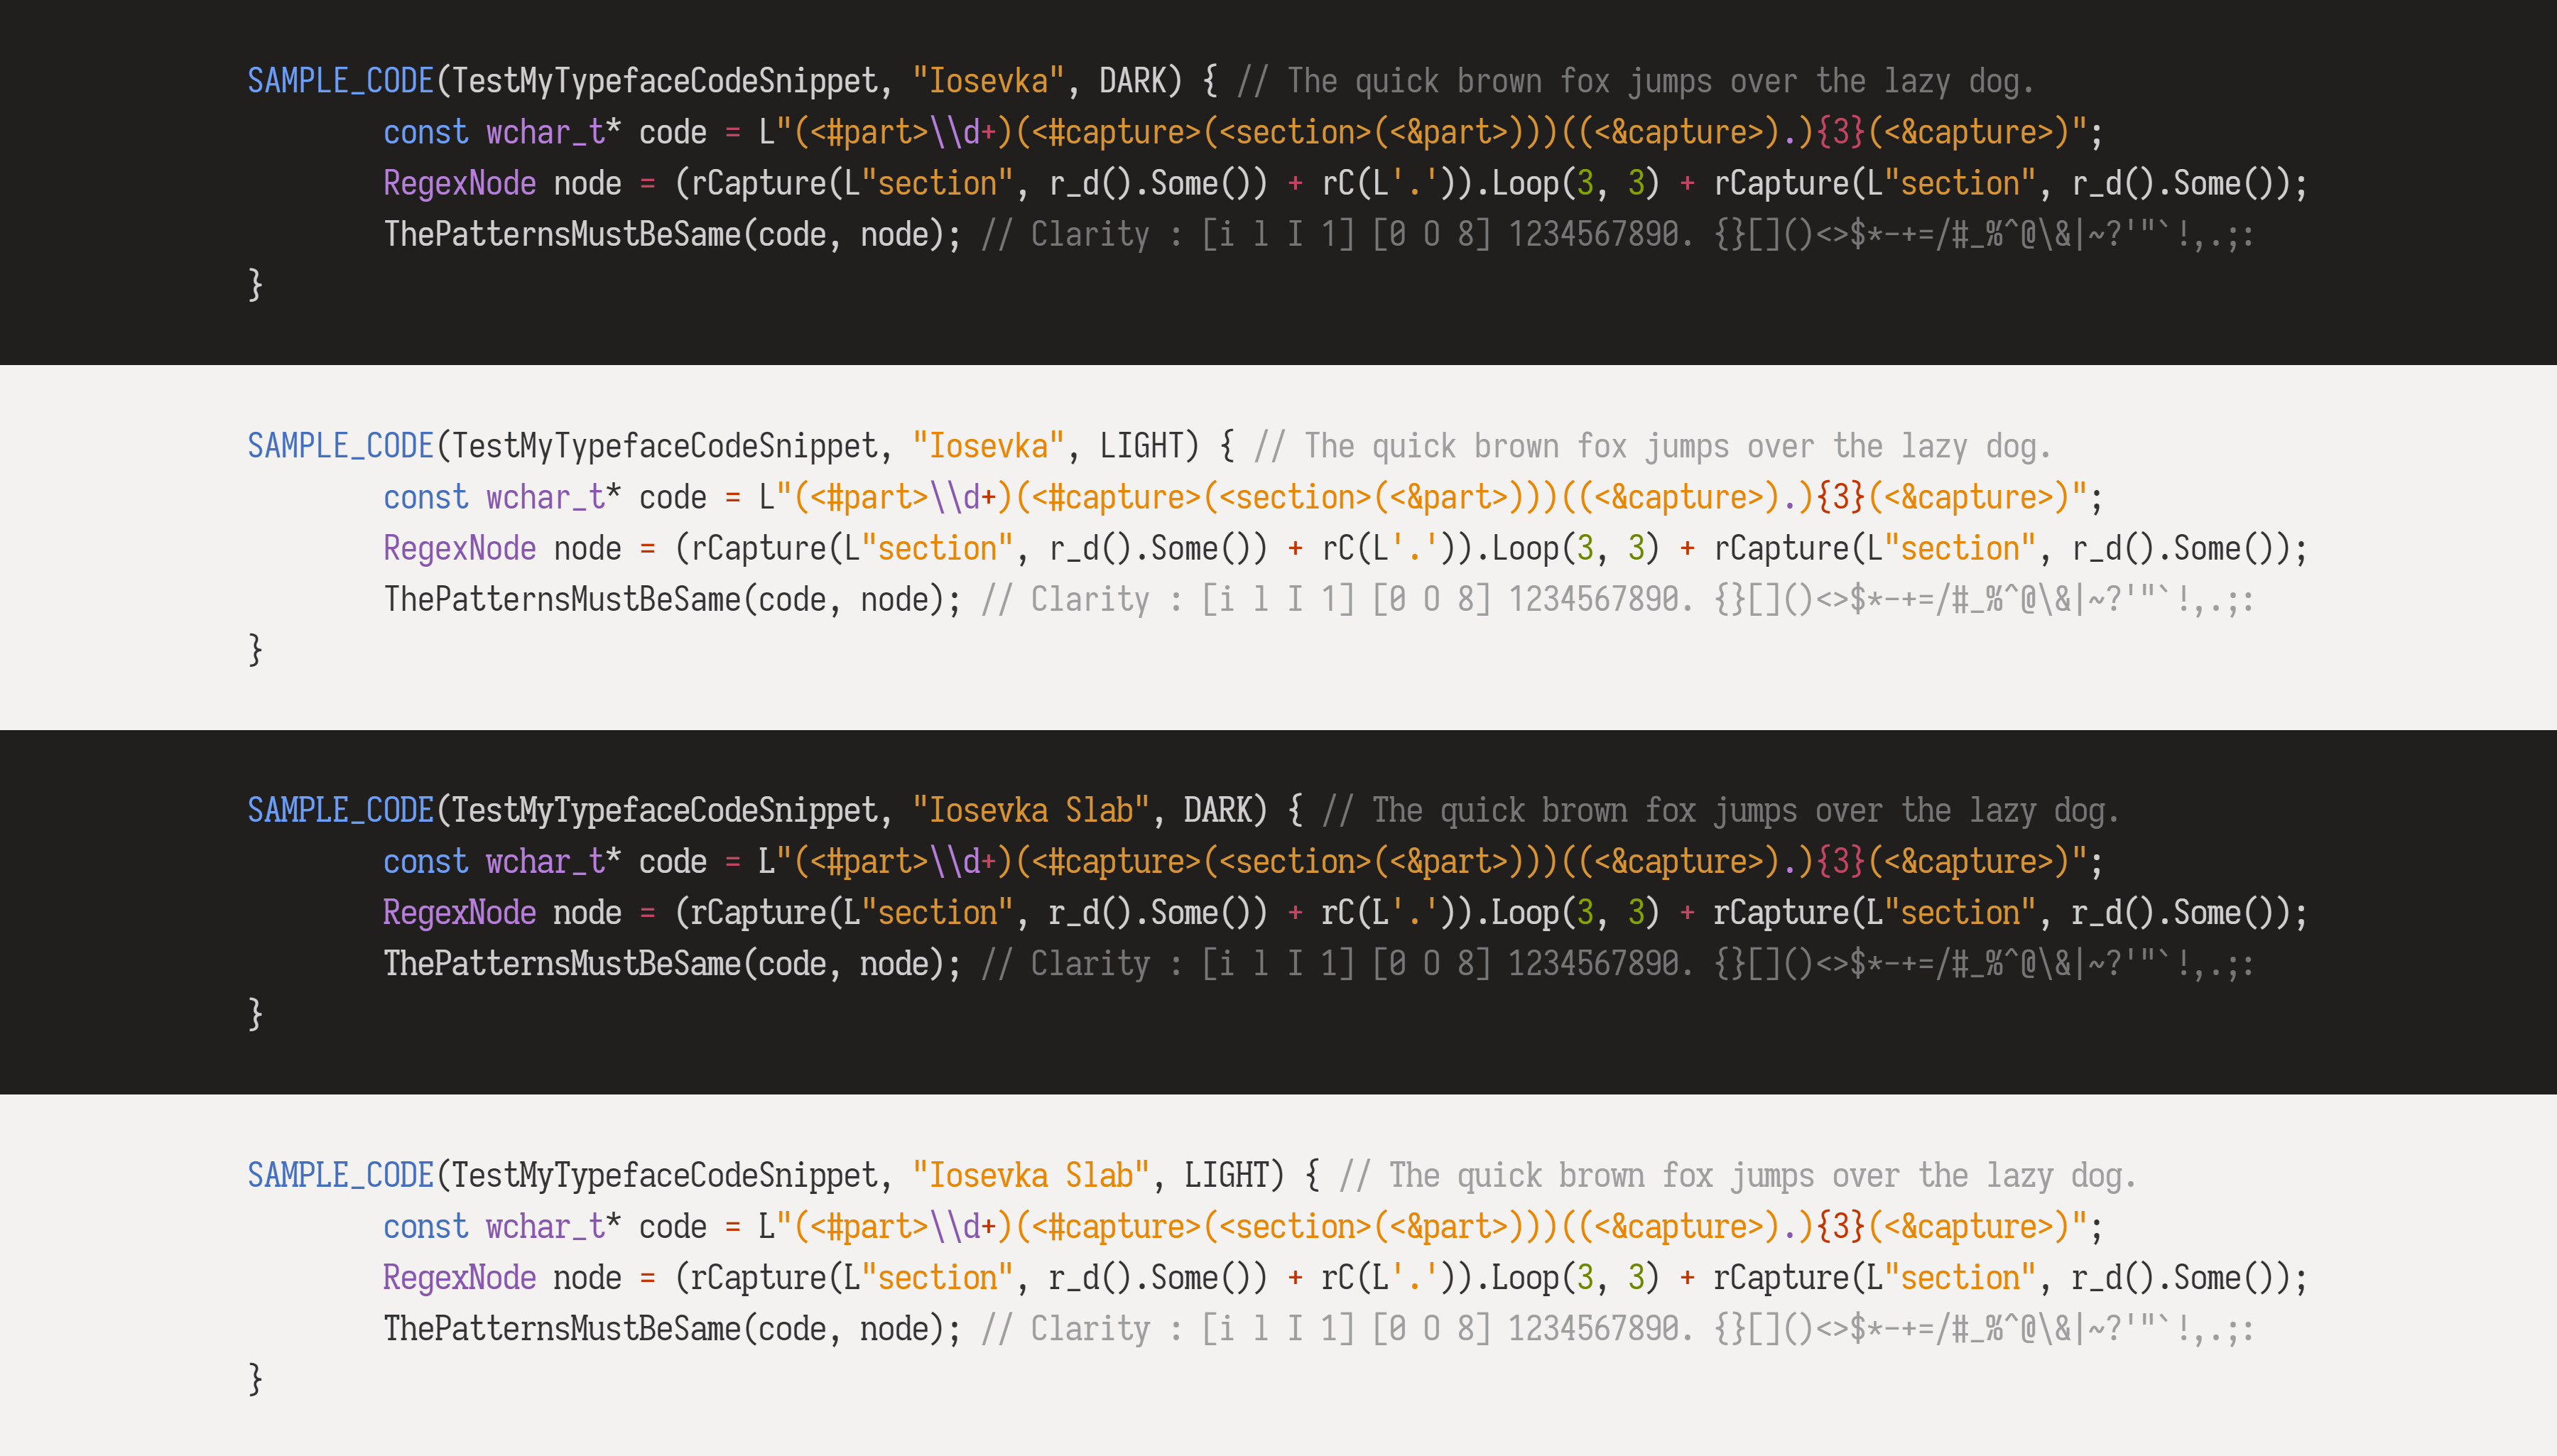 SAMPLE_CODE(TestMyTypefaceCodeSnippet, "Iosevka", DARK) { // The quick brown fox jumps over the lazy dog.
        const wchar_t* code = L"(<#part>\\d+)(<#capture>(<section>(<&part>)))((<&capture>).){3}(<&capture>)";
        RegexNode node = (rCapture(L"section", r_d().Some()) + rC(L'.')).Loop(3, 3) + rCapture(L"section", r_d().Some());
        ThePatternsMustBeSame(code, node); // Clarity : [i l I 1] [0 O 8] 1234567890. {}[]()<>$*-+=/#_%^@\&|~?'"`!,.;:
}
SAMPLE_CODE(TestMyTypefaceCodeSnippet, "Iosevka", LIGHT) { // The quick brown fox jumps over the lazy dog.
        const wchar_t* code = L"(<#part>\\d+)(<#capture>(<section>(<&part>)))((<&capture>).){3}(<&capture>)";
        RegexNode node = (rCapture(L"section", r_d().Some()) + rC(L'.')).Loop(3, 3) + rCapture(L"section", r_d().Some());
        ThePatternsMustBeSame(code, node); // Clarity : [i l I 1] [0 O 8] 1234567890. {}[]()<>$*-+=/#_%^@\&|~?'"`!,.;:
}
SAMPLE_CODE(TestMyTypefaceCodeSnippet, "Iosevka Slab", DARK) { // The quick brown fox jumps over the lazy dog.
        const wchar_t* code = L"(<#part>\\d+)(<#capture>(<section>(<&part>)))((<&capture>).){3}(<&capture>)";
        RegexNode node = (rCapture(L"section", r_d().Some()) + rC(L'.')).Loop(3, 3) + rCapture(L"section", r_d().Some());
        ThePatternsMustBeSame(code, node); // Clarity : [i l I 1] [0 O 8] 1234567890. {}[]()<>$*-+=/#_%^@\&|~?'"`!,.;:
}
SAMPLE_CODE(TestMyTypefaceCodeSnippet, "Iosevka Slab", LIGHT) { // The quick brown fox jumps over the lazy dog.
        const wchar_t* code = L"(<#part>\\d+)(<#capture>(<section>(<&part>)))((<&capture>).){3}(<&capture>)";
        RegexNode node = (rCapture(L"section", r_d().Some()) + rC(L'.')).Loop(3, 3) + rCapture(L"section", r_d().Some());
        ThePatternsMustBeSame(code, node); // Clarity : [i l I 1] [0 O 8] 1234567890. {}[]()<>$*-+=/#_%^@\&|~?'"`!,.;:
}